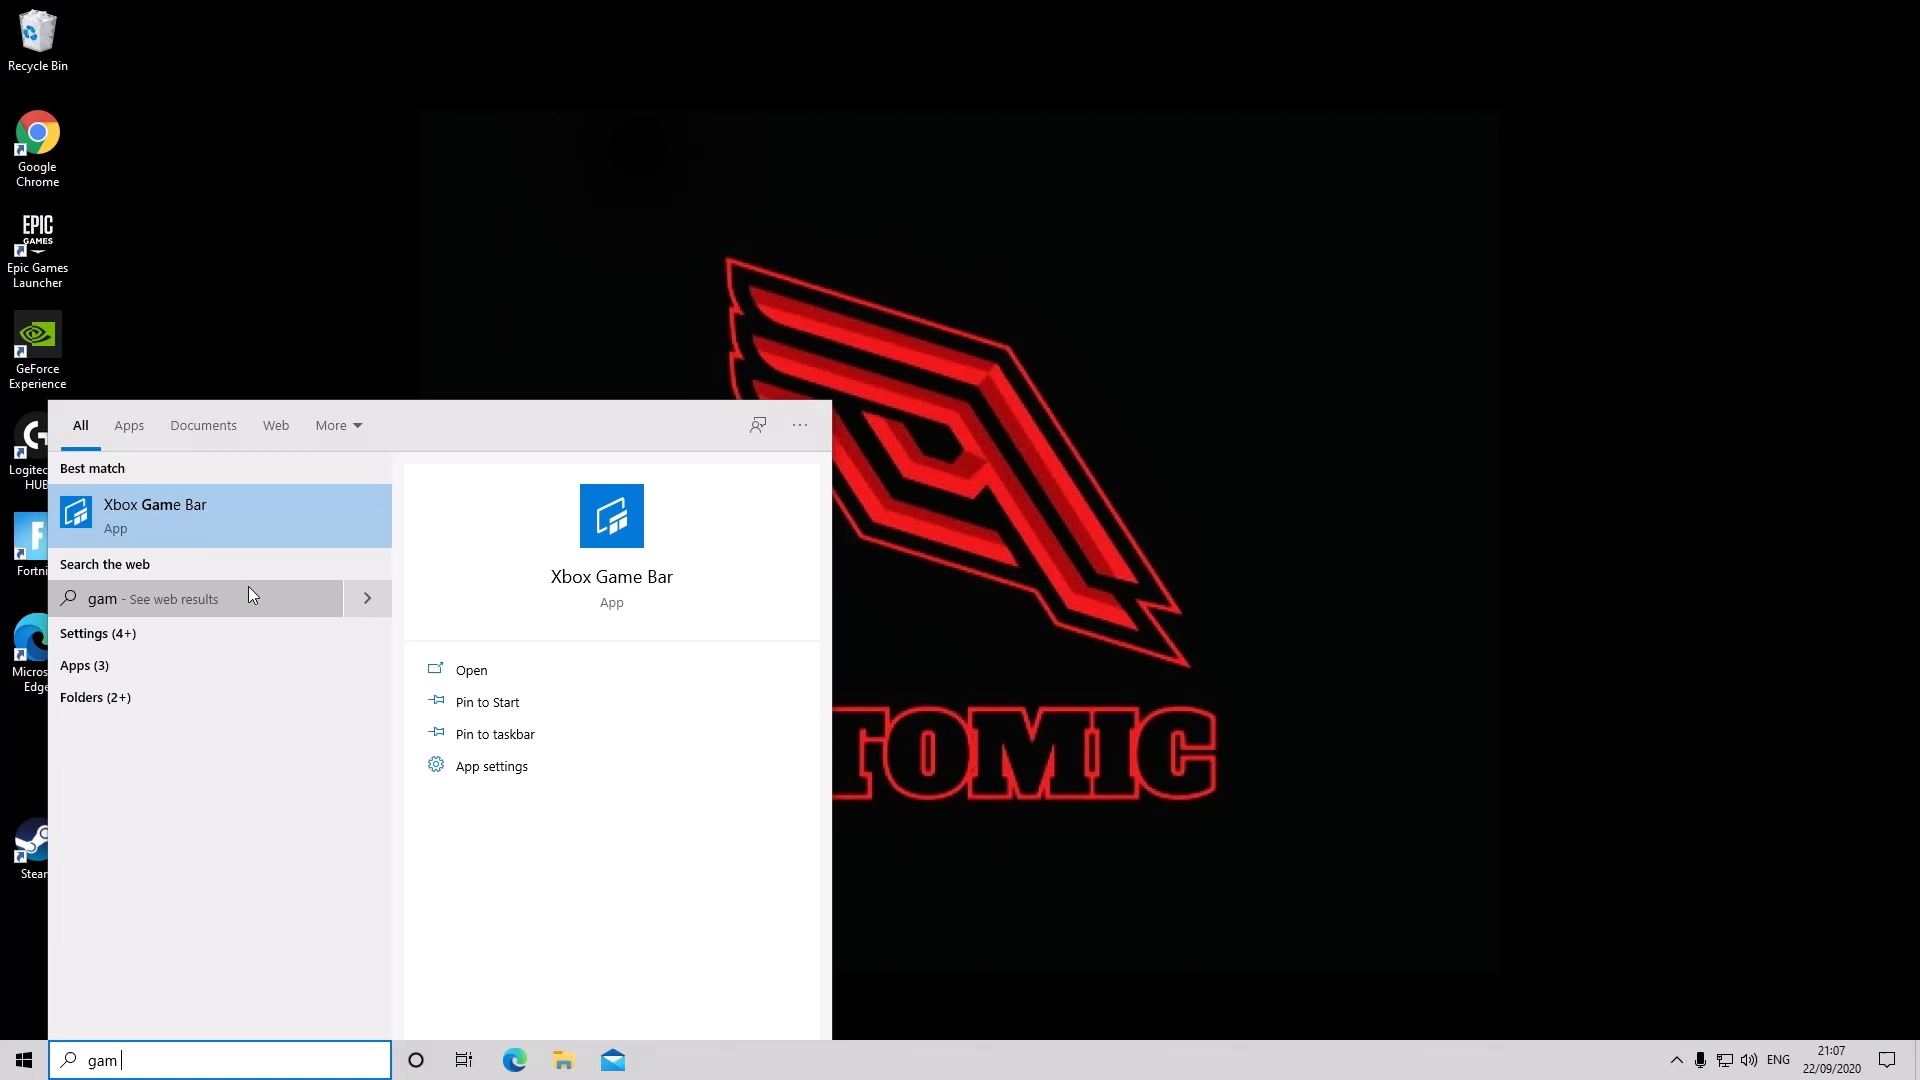 Recycle Bin
Google
Chrome
EPIC
GAMES
Epic Games
Launcher
GeForce
Experience
Logitec
HUB
Fortni
Micros
Edge
Stear
All
Apps
Documents
Web
More
Best match
Xbox Game Bar
App
Search the web
gam - See web results
Settings (4+)
Apps (3)
Folders (2+)
Xbox Game Bar
App
Open
Pin to Start
Pin to taskbar
App settings
TOMIC
gam
ENG
21:07
22/09/2020